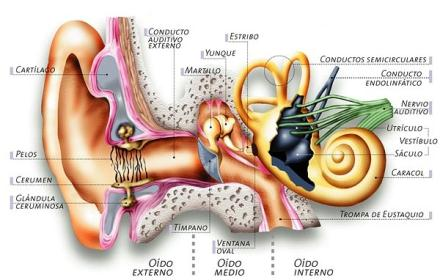 CONDUCTO
AUDITIVO
EXTERNO
ESTRIBO
YUNQUE
MARTILLO
CARTÍLAGO
CONDUCTOS SEMICIRCULARES
CONDUCTO
ENDOLINFÁTICO
NERVIO
AUDITIVO
UTRÍCULO
VESTÍBULO
SÁCULO
CARACOL
PELOS
CERUMEN
GLÁNDULA
CERUMINOSA
TROMPA DE EUSTAQUIO
TÍMPANO
VENTANA
OVAL
OÍDO
EXTERNO
OÍDO
MEDIO
OÍDO
INTERNO